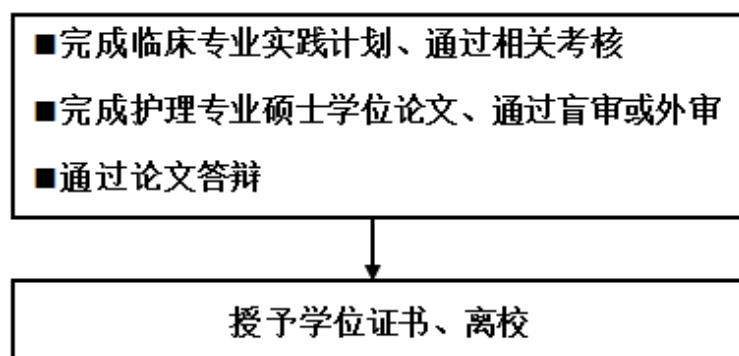 ■完成临床专业实践计划、通过相关考核
■完成护理专业硕士学位论文、通过盲审或外审
■通过论文答辩
授予学位证书、离校